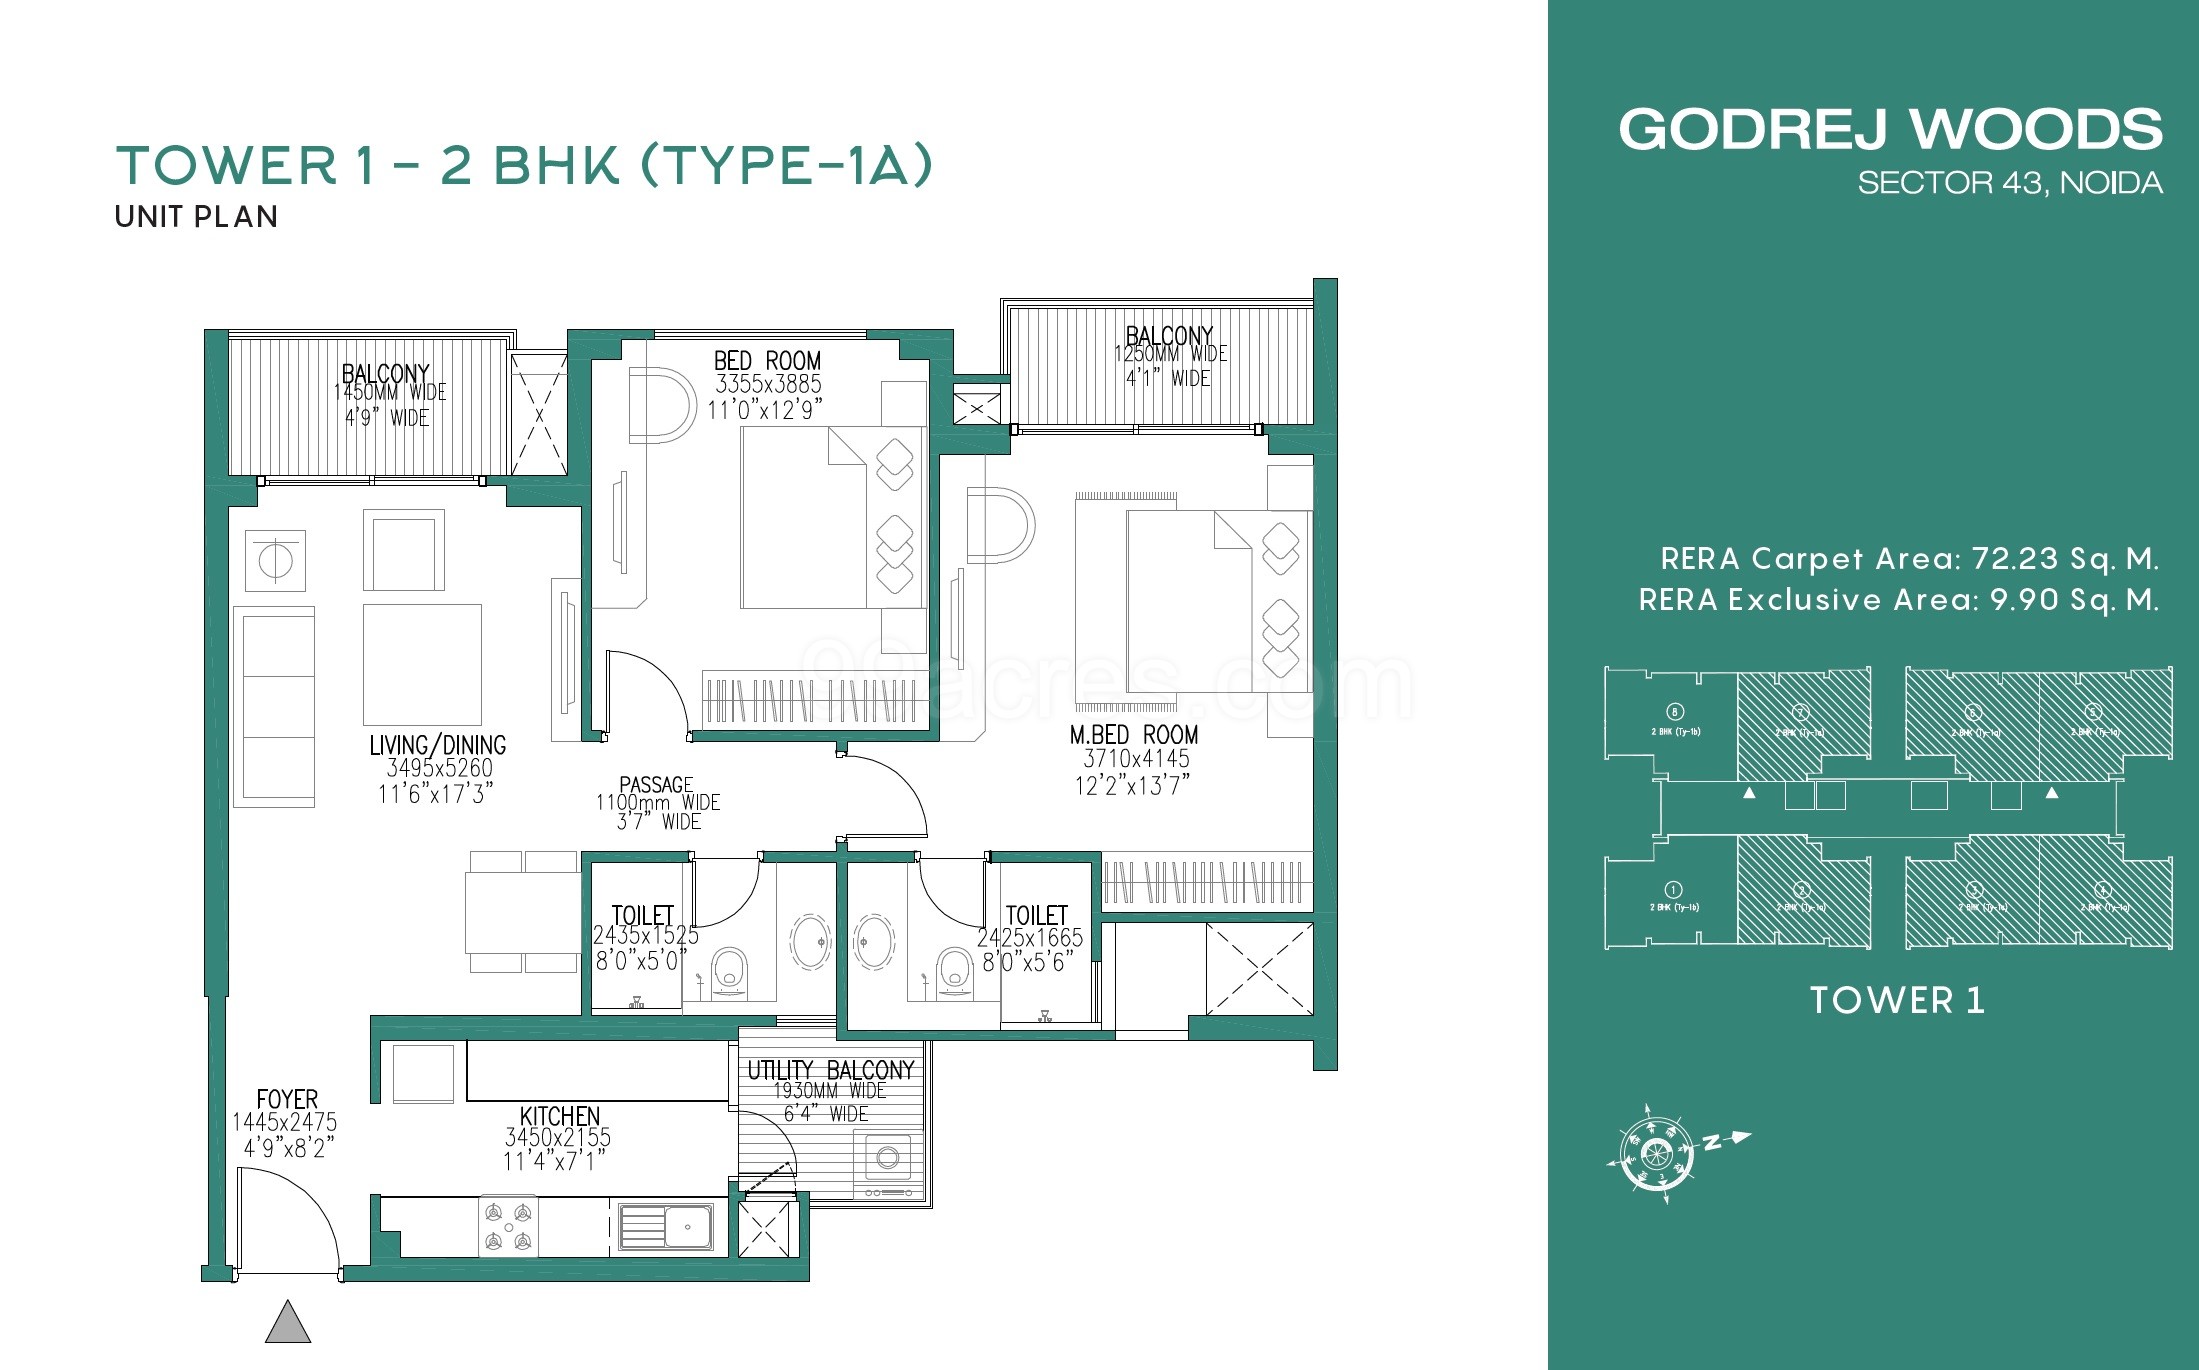 TOWER 1 - 2 BHK (TYPE-1A)
UNIT PLAN
GODREJ WOODS
SECTOR 43, NOIDA
BALCONY
1450MM WIDE
4'9" WIDE
BED ROOM
3355x3885
11'0"x12'9"
BALCONY
1250MM WIDE
4'1" WIDE
LIVING/DINING
3495x5260
11'6"x17'3"
PASSAGE
1100mm WIDE
3'7" WIDE
M.BED ROOM
3710x4145
12'2"x13'7"
99acres.com
TOILET
2435x1525
8'0"x5'0"
TOILET
2425x1665
8'0"x5'6"
FOYER
1445x2475
4'9"x8'2"
KITCHEN
3450x2155
11'4"x7'1"
UTILITY BALCONY
1930MM WIDE
6'4" WIDE
RERA Carpet Area: 72.23 Sq. M.
RERA Exclusive Area: 9.90 Sq. M.
8
2 BHK (Ty-1b)
7
2 BHK (Ty-1a)
6
2 BHK (Ty-1a)
5
2 BHK (Ty-1a)
1
2 BHK (Ty-1b)
2
2 BHK (Ty-1a)
3
2 BHK (Ty-1a)
4
2 BHK (Ty-1a)
TOWER 1
N